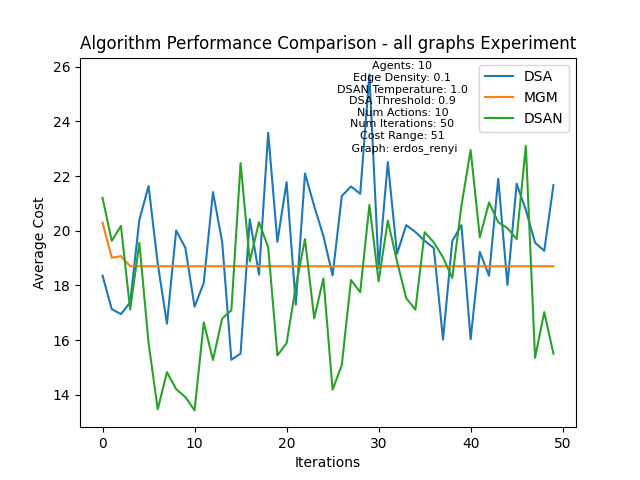 Algorithm Performance Comparison - all graphs Experiment
Agents: 10
Edge Density: 0.1
DSAN Temperature: 1.0
DSA Threshold: 0.9
Num Actions: 10
Num Iterations: 50
Cost Range: 51
Graph: erdos_renyi
DSA
MGM
DSAN
Average Cost
26
24
22
20
18
16
14
0
10
20
30
40
50
Iterations